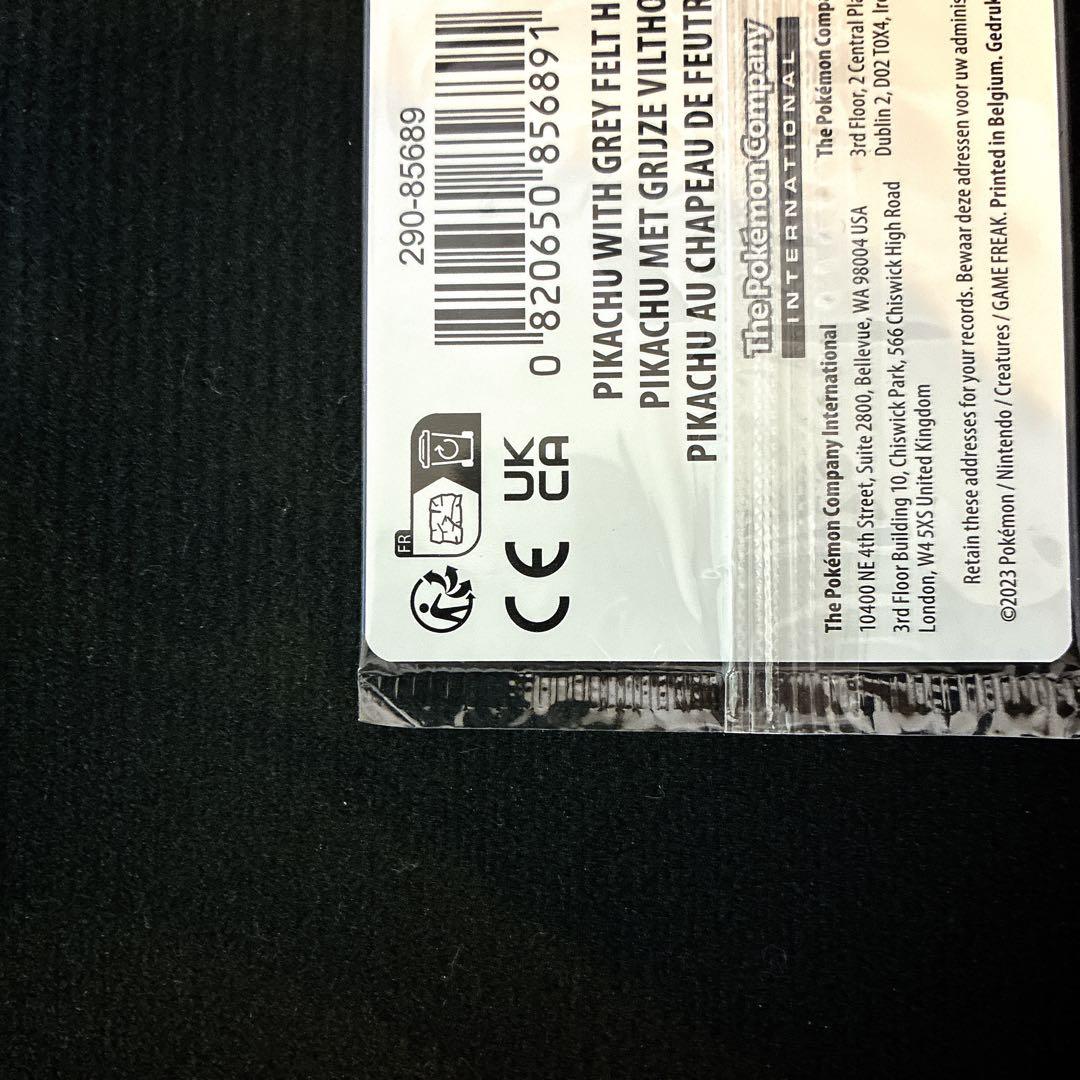 290-85689
0 820650 856891
FR
CE
UK
CA
PIKACHU WITH GREY FELT H
PIKACHU MET GRIJZE VILTHO
PIKACHU AU CHAPEAU DE FEUTR
The Pokémon Company
INTERNATIONAL
The Pokémon Company International
10400 NE 4th Street, Suite 2800, Bellevue, WA 98004 USA
3rd Floor Building 10, Chiswick Park, 566 Chiswick High Road
London, W4 5XS United Kingdom
The Pokémon Comp
3rd Floor, 2 Central Pla
Dublin 2, D02 T0X4, Ire
Retain these addresses for your records. Bewaar deze adressen voor uw adminis
©2023 Pokémon / Nintendo / Creatures / GAME FREAK. Printed in Belgium. Gedruk